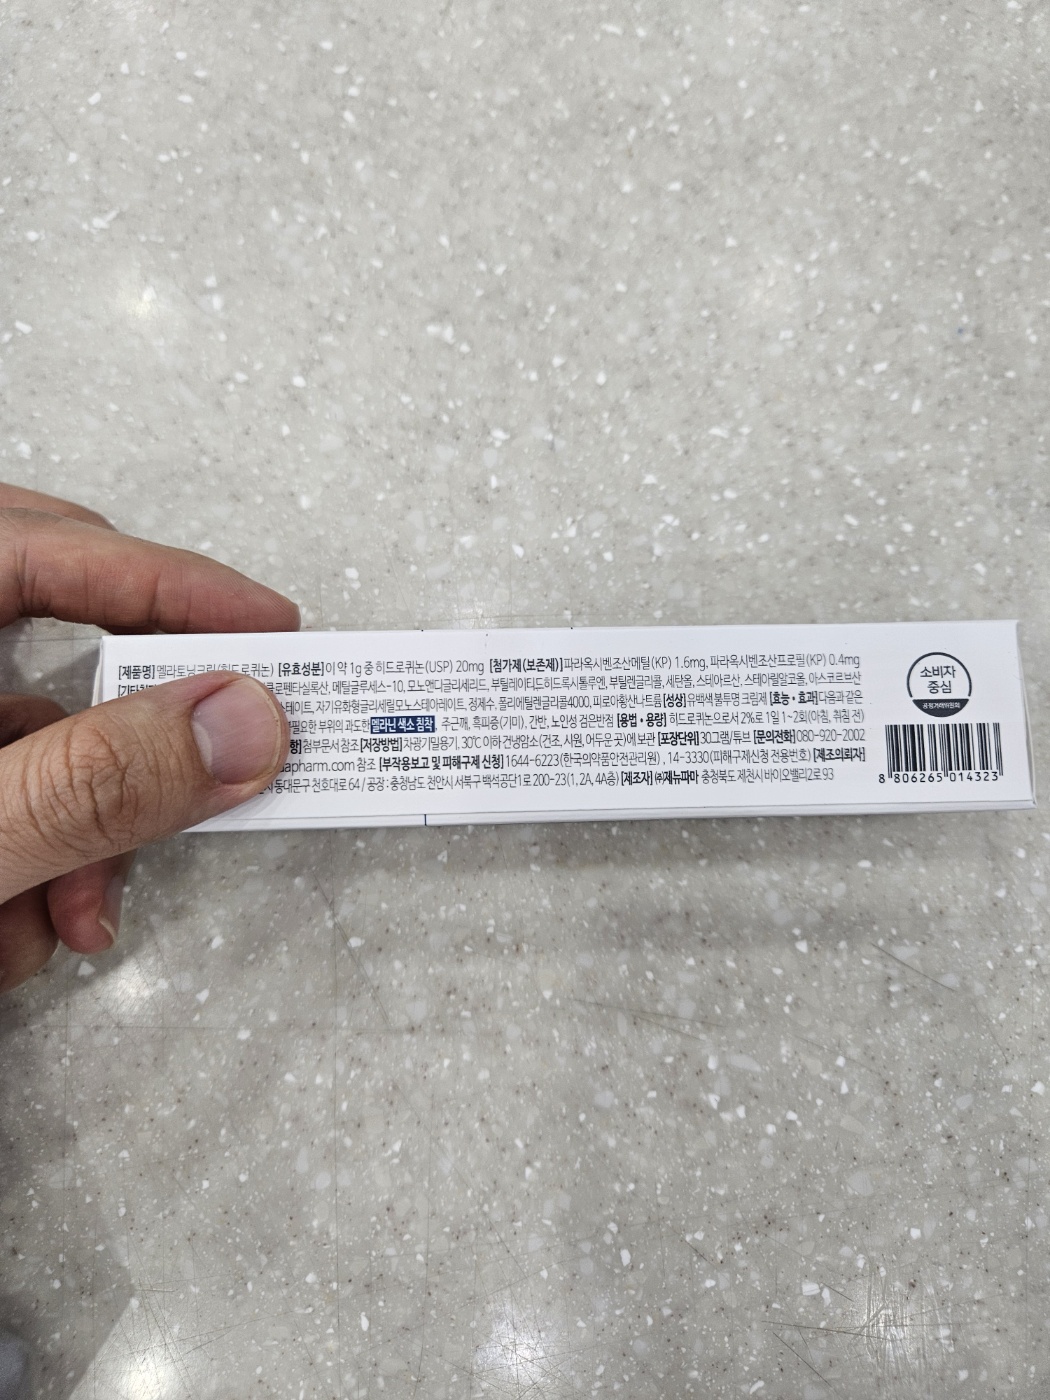 [제품명]멜라토닝크림(히드로퀴논) [유효성분]이 약 1g 중 히드로퀴논(USP) 20mg [첨가제(보존제)]파라옥시벤조산메틸(KP) 1.6mg, 파라옥시벤조산프로필(KP) 0.4mg
클로펜타실록산, 메틸글루세스-10, 모노앤디글리세리드, 부틸레이티드히드록시톨루엔, 부틸렌글리콜, 세탄올, 스테아르산, 스테아릴알코올, 아스코르브산
자기유화형글리세릴모노스테아레이트, 정제수, 폴리에틸렌글리콜4000, 피로아황산나트륨 [성상]유백색 불투명 크림제 [효능·효과]다음과 같은
필요한 부위의 과도한 멜라닌 색소 침착 주근깨, 흑피증(기미), 간반, 노인성 검은반점 [용법·용량] 히드로퀴논으로서 2%로 1일 1~2회(아침, 취침 전)
첨부문서 참조 [저장방법]차광기밀용기, 30℃ 이하 건냉암소(건조, 시원, 어두운 곳)에 보관 [포장단위]30그램/튜브 [문의전화]080-920-2002
apharm.com 참조 [부작용보고 및 피해구제 신청]1644-6223(한국의약품안전관리원), 14-3330(피해구제신청 전용번호) [제조의뢰자]
동대문구 천호대로 64 / 공장 : 충청남도 천안시 서북구 백석공단1로 200-23(1, 2A, 4A층) [제조자] ㈜제뉴파마 충청북도 제천시 바이오밸리2로 93
소비자
중심
공정거래위원회
8 806265 014323